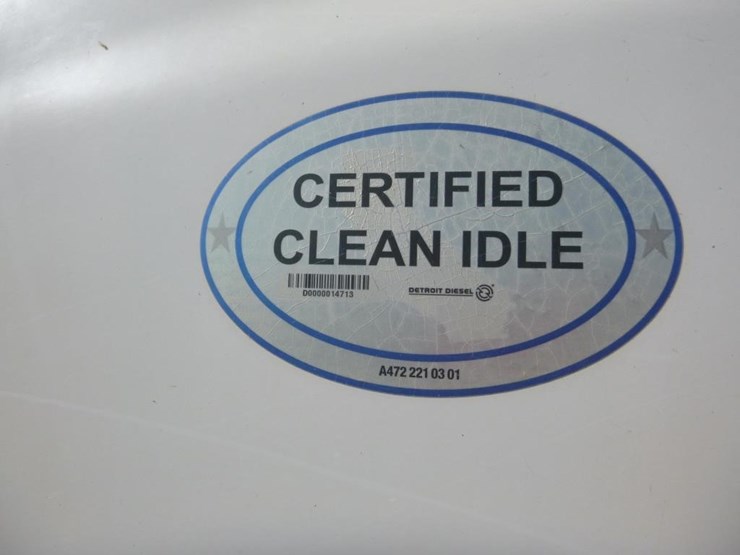 CERTIFIED
CLEAN IDLE
D0000014713
DETROIT DIESEL
A472 221 03 01